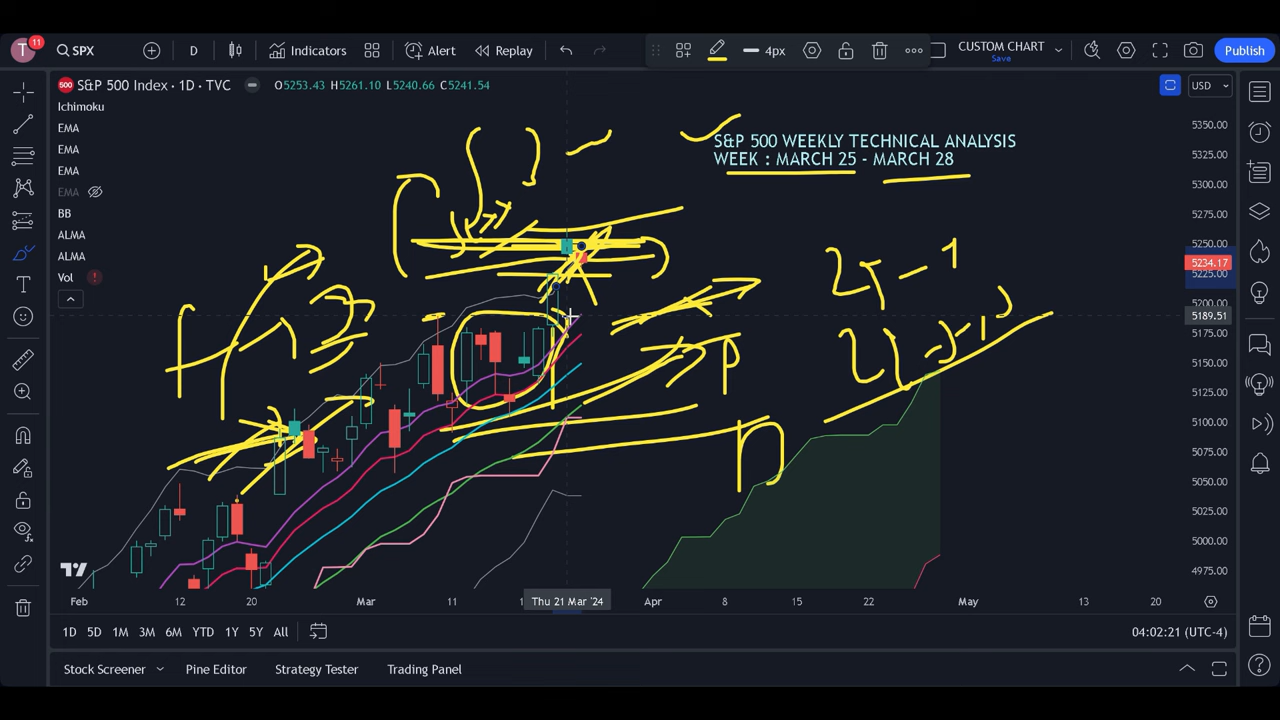 T 11 SPX D Indicators Alert Replay 4px CUSTOM CHART Save Publish
500 S&P 500 Index · 1D · TVC O5253.43 H5261.10 L5240.66 C5241.54 USD
Ichimoku
EMA
EMA
EMA
EMA
BB
ALMA
ALMA
Vol
S&P 500 WEEKLY TECHNICAL ANALYSIS
WEEK : MARCH 25 - MARCH 28
5350.00
5325.00
5300.00
5275.00
5250.00
5234.17
5225.00
5200.00
5189.51
5175.00
5150.00
5125.00
5100.00
5075.00
5050.00
5025.00
5000.00
4975.00
Feb 12 20 Mar 11 Thu 21 Mar '24 Apr 8 15 22 May 13 20
1D 5D 1M 3M 6M YTD 1Y 5Y All 04:02:21 (UTC-4)
Stock Screener Pine Editor Strategy Tester Trading Panel